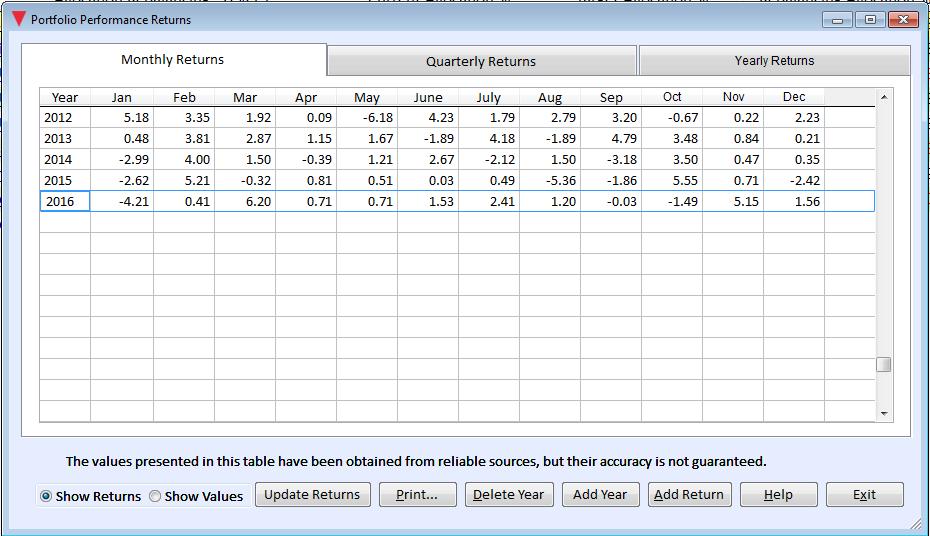 Portfolio Performance Returns
Monthly Returns Quarterly Returns Yearly Returns
Year Jan Feb Mar Apr May June July Aug Sep Oct Nov Dec
2012 5.18 3.35 1.92 0.09 -6.18 4.23 1.79 2.79 3.20 -0.67 0.22 2.23
2013 0.48 3.81 2.87 1.15 1.67 -1.89 4.18 -1.89 4.79 3.48 0.84 0.21
2014 -2.99 4.00 1.50 -0.39 1.21 2.67 -2.12 1.50 -3.18 3.50 0.47 0.35
2015 -2.62 5.21 -0.32 0.81 0.51 0.03 0.49 -5.36 -1.86 5.55 0.71 -2.42
2016 -4.21 0.41 6.20 0.71 0.71 1.53 2.41 1.20 -0.03 -1.49 5.15 1.56
The values presented in this table have been obtained from reliable sources, but their accuracy is not guaranteed.
Show Returns Show Values Update Returns Print... Delete Year Add Year Add Return Help Exit